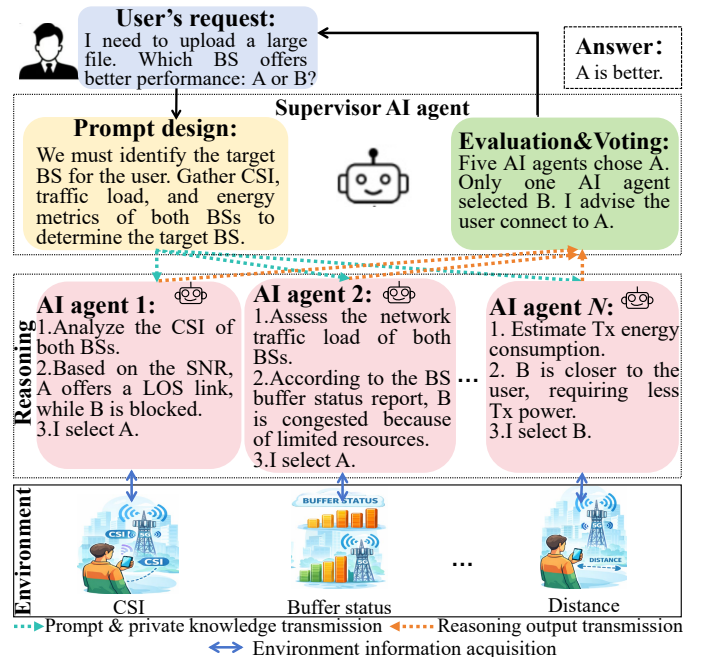 User's request:
I need to upload a large
file. Which BS offers
better performance: A or B?
Answer:
A is better.
Supervisor AI agent
Prompt design:
We must identify the target
BS for the user. Gather CSI,
traffic load, and energy
metrics of both BSs to
determine the target BS.
Evaluation&Voting:
Five AI agents chose A.
Only one AI agent
selected B. I advise the
user connect to A.
Reasoning
AI agent 1:
1.Analyze the CSI of
both BSs.
2.Based on the SNR,
A offers a LOS link,
while B is blocked.
3.I select A.
AI agent 2:
1.Assess the network
traffic load of both
BSs.
2.According to the BS
buffer status report, B
is congested because
of limited resources.
3.I select A.
...
AI agent N:
1. Estimate Tx energy
consumption.
2. B is closer to the
user, requiring less
Tx power.
3.I select B.
Environment
CSI
CSI
CSI
BUFFER STATUS
5G
Buffer status
...
DISTANCE
Distance
Prompt & private knowledge transmission
Reasoning output transmission
Environment information acquisition